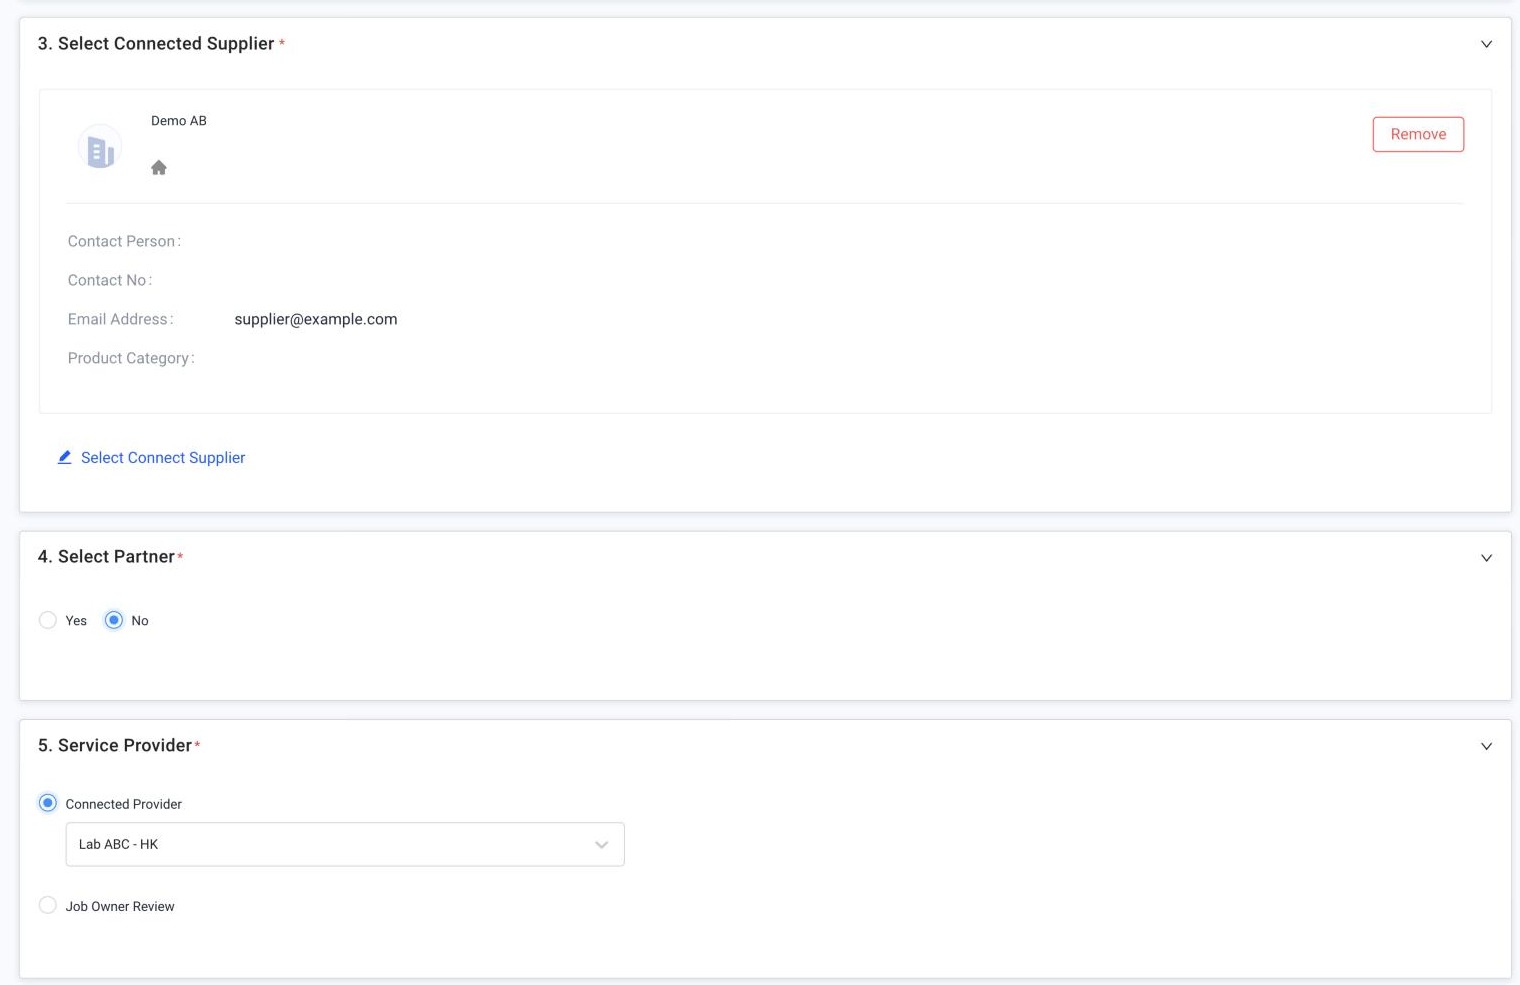 3. Select Connected Supplier *
Demo AB
Remove
Contact Person :
Contact No :
Email Address : supplier@example.com
Product Category :
Select Connect Supplier
4. Select Partner *
Yes No
5. Service Provider *
Connected Provider
Lab ABC - HK
Job Owner Review